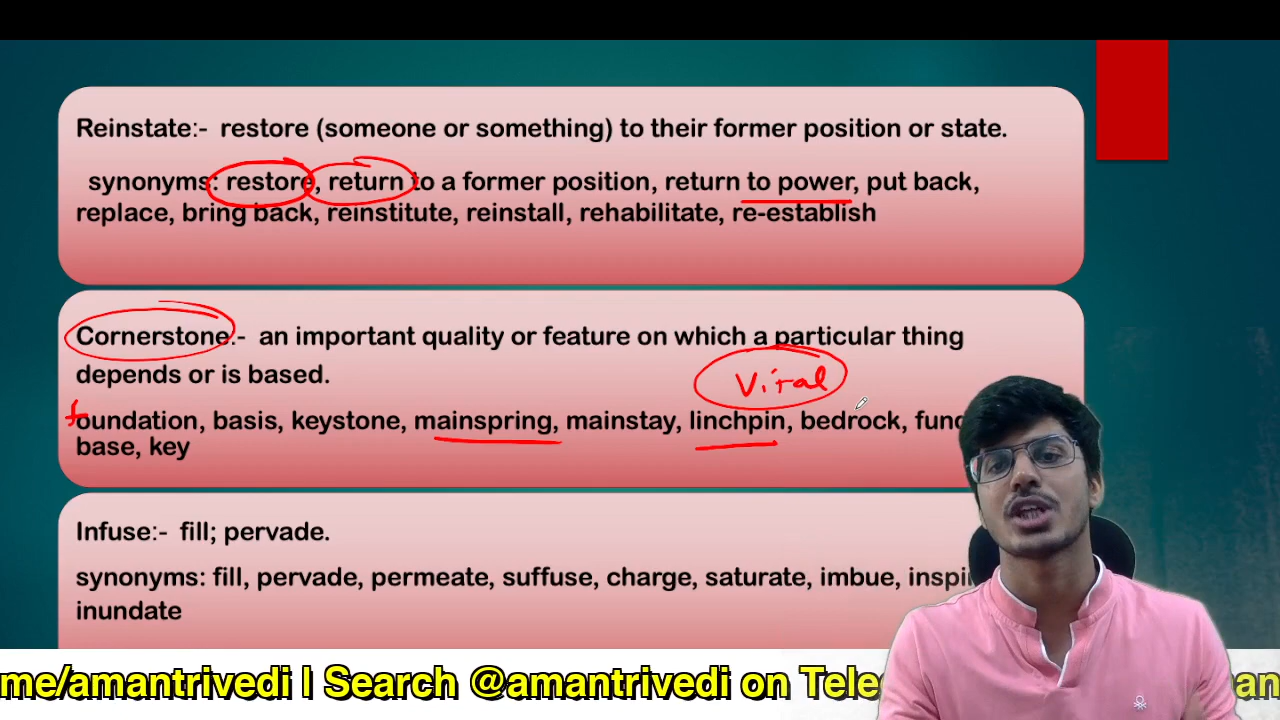 Reinstate:- restore (someone or something) to their former position or state.
synonyms: restore, return to a former position, return to power, put back,
replace, bring back, reinstitute, reinstall, rehabilitate, re-establish
Cornerstone:- an important quality or feature on which a particular thing
depends or is based.
Viral
foundation, basis, keystone, mainspring, mainstay, linchpin, bedrock,
base, key
Infuse:- fill; pervade.
synonyms: fill, pervade, permeate, suffuse, charge, saturate, imbue,
inundate
me/amantrivedi I Search @amantrivedi on